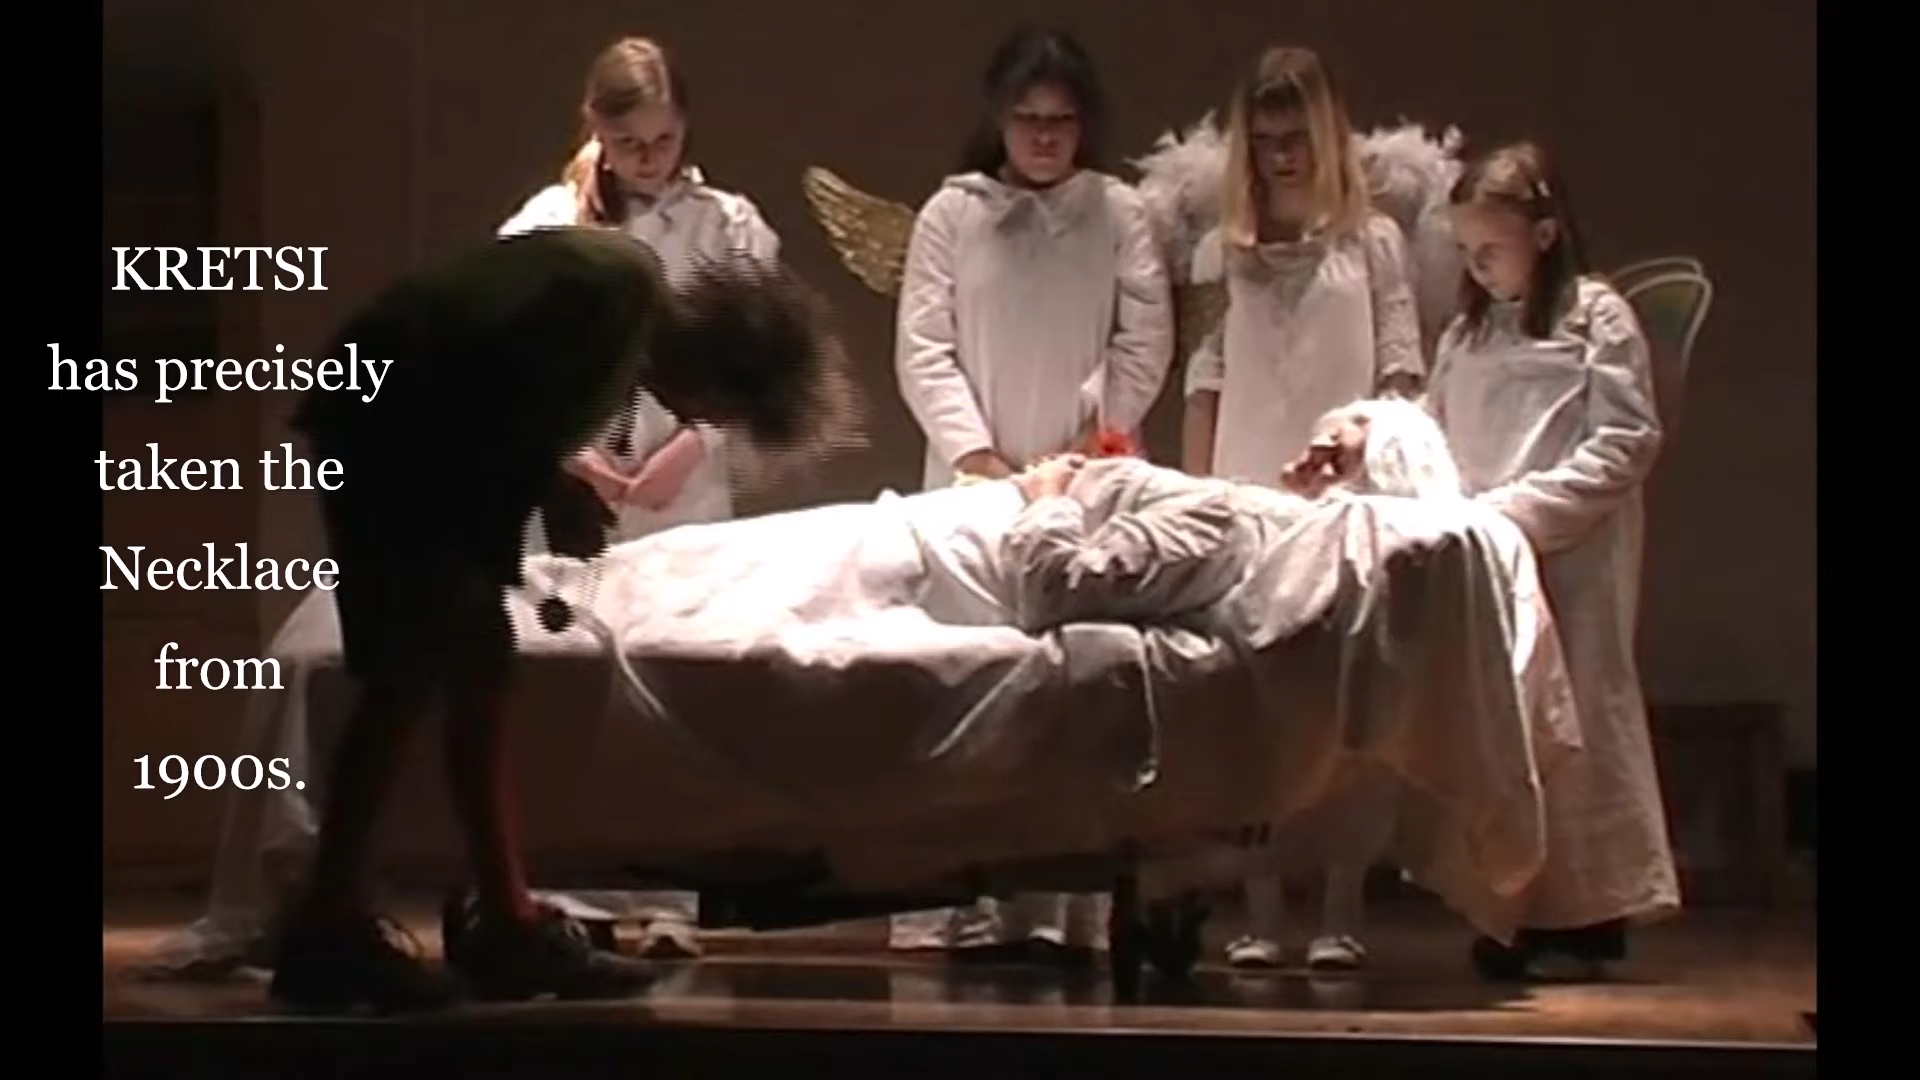 KRETSI
has precisely
taken the
Necklace
from
1900s.